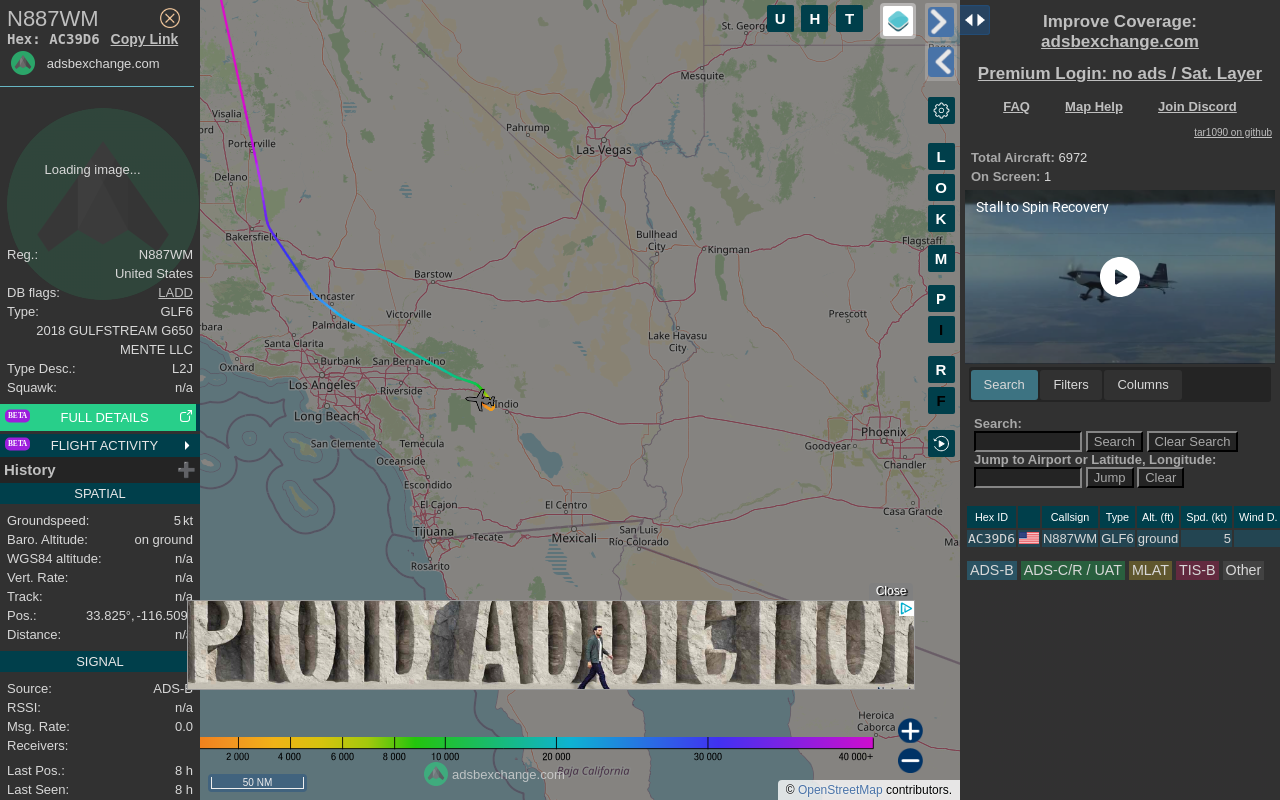 N887WM
Hex: AC39D6 Copy Link
adsbexchange.com
Loading image...
Reg.: N887WM
United States
DB flags: LADD
Type: GLF6
2018 GULFSTREAM G650
MENTE LLC
Type Desc.: L2J
Squawk: n/a
BETA FULL DETAILS
BETA FLIGHT ACTIVITY
History
SPATIAL
Groundspeed: 5 kt
Baro. Altitude: on ground
WGS84 altitude: n/a
Vert. Rate: n/a
Track: n/a
Pos.: 33.825°, -116.509
Distance: n/
SIGNAL
Source: ADS-B
RSSI: n/a
Msg. Rate: 0.0
Receivers:
Last Pos.: 8 h
Last Seen: 8 h
St. George
Mesquite
Visalia
ord
Porterville
Pahrump
Las Vegas
Delano
Bakersfield
Bullhead
City
Kingman
Flagstaff
Barstow
Lancaster
Palmdale
Victorville
Prescott
bara
Santa Clarita
Lake Havasu
City
Oxnard
Burbank
San Bernardino
Los Angeles
Riverside
Long Beach
Indio
San Clemente
Temecula
Phoenix
Goodyear
Oceanside
Chandler
Escondido
El Cajon
El Centro
Casa Grande
Tijuana
Tecate
Mexicali
San Luis
Río Colorado
Ma
Rosarito
Heroica
Caborca
Baja California
U H T
L
O
K
M
P
I
R
F
Close
PIOID ADDICTION
2 000 4 000 6 000 8 000 10 000 20 000 30 000 40 000+
adsbexchange.com
50 NM
© OpenStreetMap contributors.
Improve Coverage:
adsbexchange.com
Premium Login: no ads / Sat. Layer
FAQ Map Help Join Discord
tar1090 on github
Total Aircraft: 6972
On Screen: 1
Stall to Spin Recovery
Search Filters Columns
Search:
Search Clear Search
Jump to Airport or Latitude, Longitude:
Jump Clear
Hex ID Callsign Type Alt. (ft) Spd. (kt) Wind D.
AC39D6 N887WM GLF6 ground 5
ADS-B ADS-C/R / UAT MLAT TIS-B Other